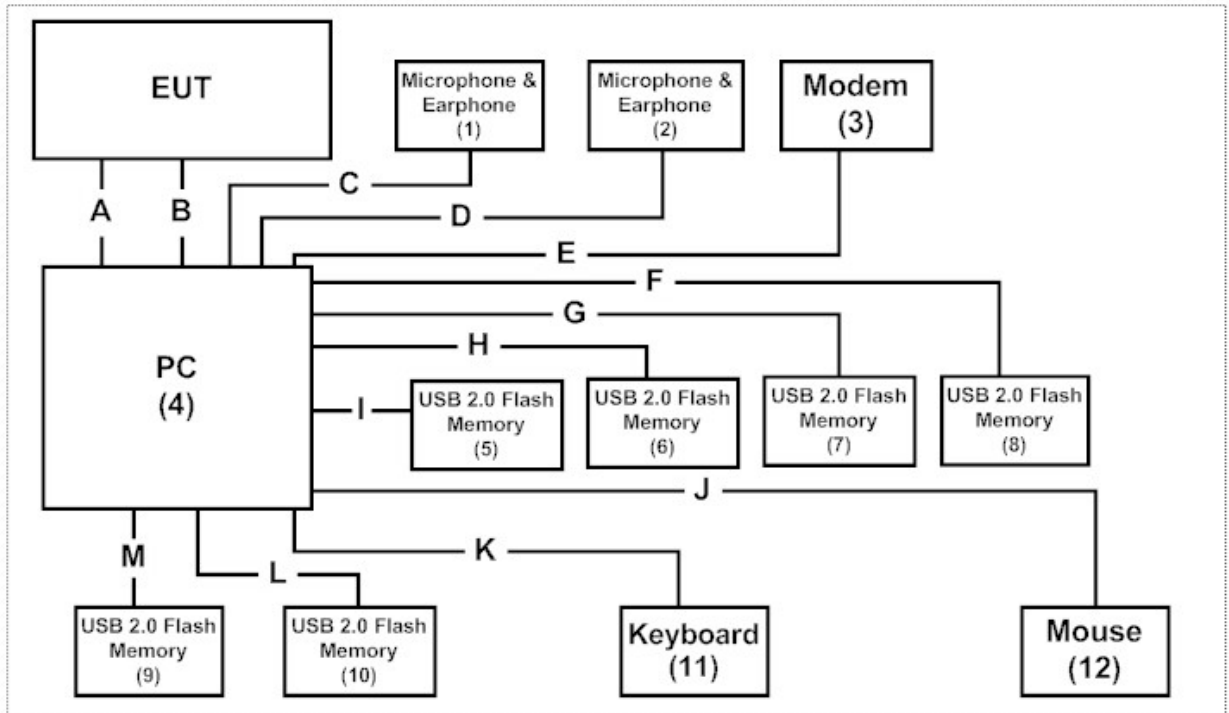 EUT
Microphone &
Earphone
(1)
Microphone &
Earphone
(2)
Modem
(3)
A
B
C
D
E
F
G
H
I
PC
(4)
USB 2.0 Flash
Memory
(5)
USB 2.0 Flash
Memory
(6)
USB 2.0 Flash
Memory
(7)
USB 2.0 Flash
Memory
(8)
J
K
L
M
USB 2.0 Flash
Memory
(9)
USB 2.0 Flash
Memory
(10)
Keyboard
(11)
Mouse
(12)